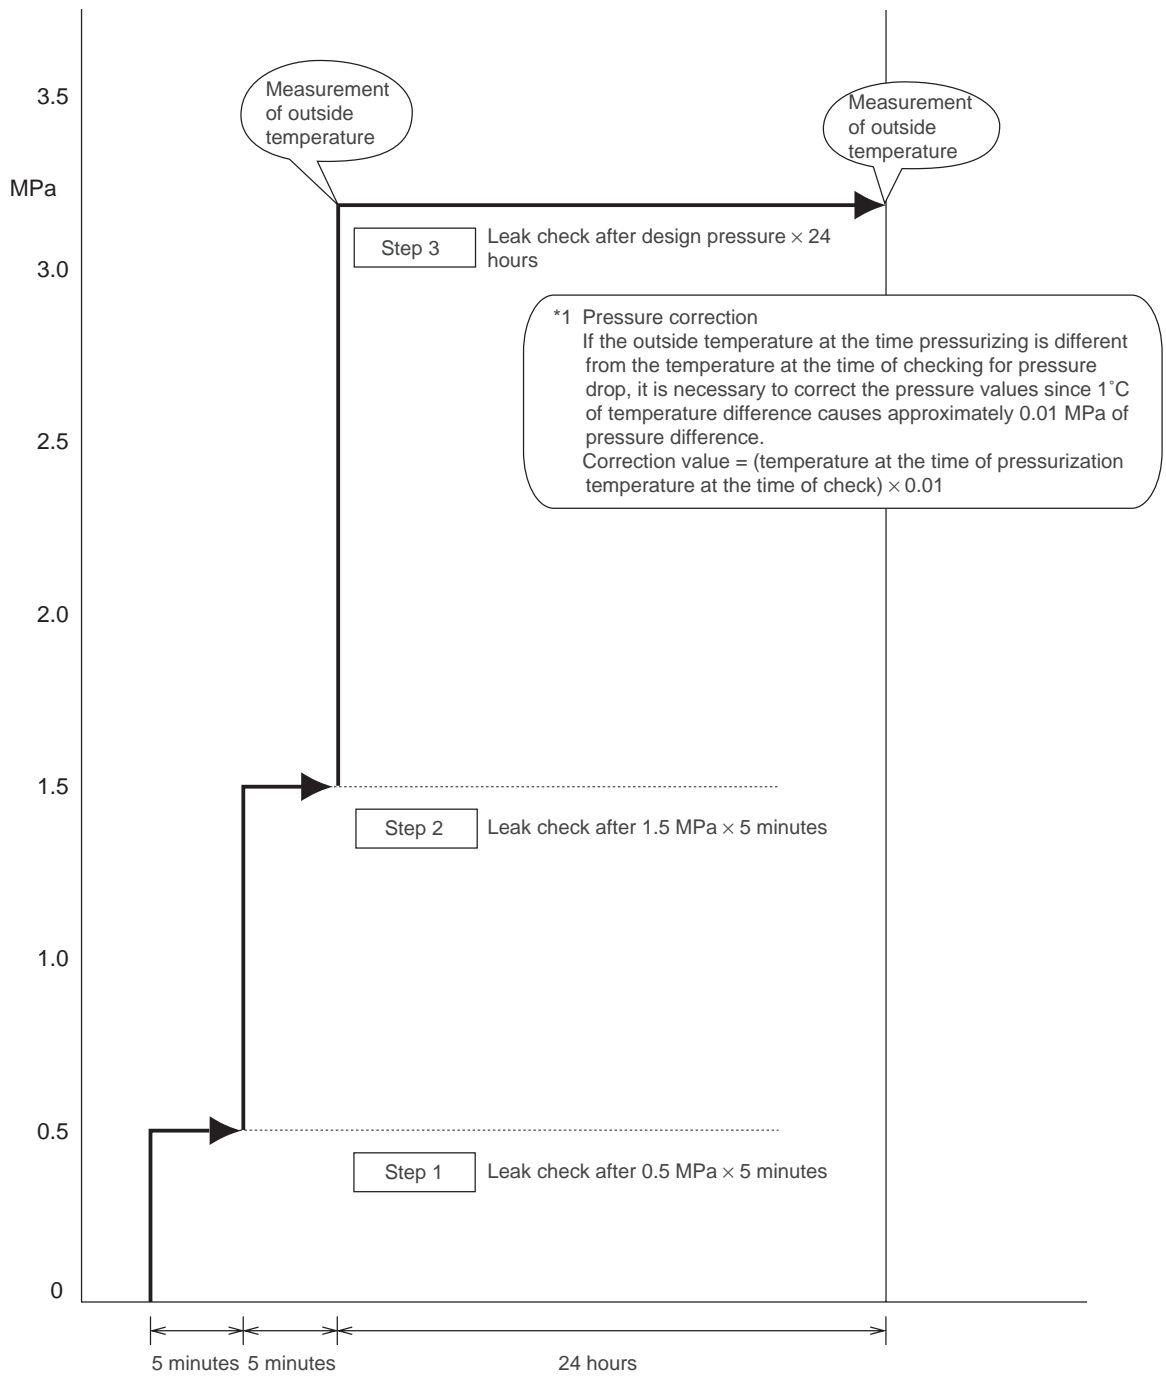 3.5
MPa
3.0
2.5
2.0
1.5
1.0
0.5
0
Measurement
of outside
temperature
Measurement
of outside
temperature
Step 3
Leak check after design pressure × 24
hours
*1 Pressure correction
If the outside temperature at the time pressurizing is different
from the temperature at the time of checking for pressure
drop, it is necessary to correct the pressure values since 1˚C
of temperature difference causes approximately 0.01 MPa of
pressure difference.
Correction value = (temperature at the time of pressurization
temperature at the time of check) × 0.01
Step 2
Leak check after 1.5 MPa × 5 minutes
Step 1
Leak check after 0.5 MPa × 5 minutes
5 minutes 5 minutes 24 hours